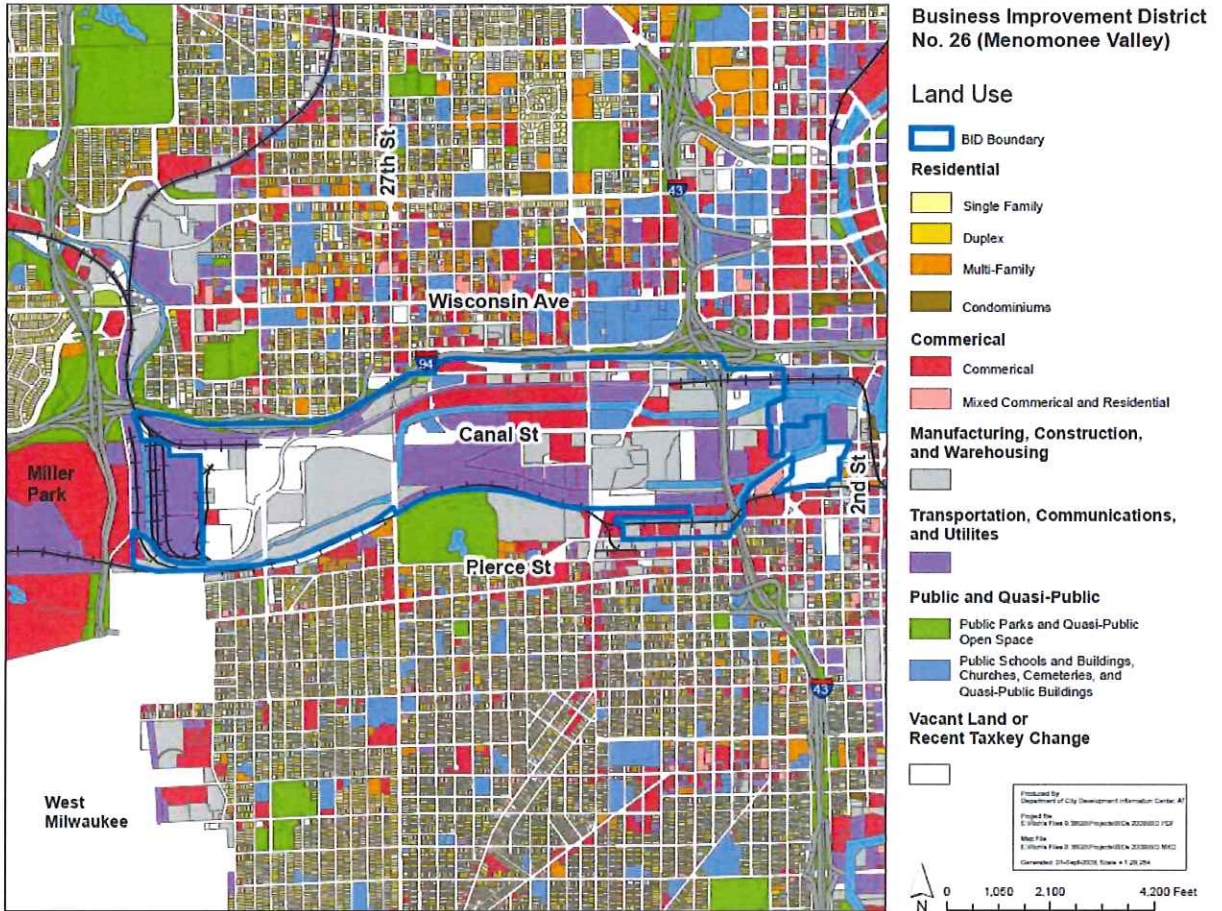 Business Improvement District
No. 26 (Menomonee Valley)
Land Use
BID Boundary
Residential
Single Family
Duplex
Multi-Family
Condominiums
Commerical
Commerical
Mixed Commerical and Residential
Manufacturing, Construction,
and Warehousing
Transportation, Communications,
and Utilites
Public and Quasi-Public
Public Parks and Quasi-Public
Open Space
Public Schools and Buildings,
Churches, Cemeteries, and
Quasi-Public Buildings
Vacant Land or
Recent Taxkey Change
Produced By
Department of City Development Information Center,
Project file
Map File
N
0 1,050 2,100 4,200 Feet
27th St
43
Wisconsin Ave
94
Canal St
Miller
Park
2nd St
Pierce St
43
West
Milwaukee